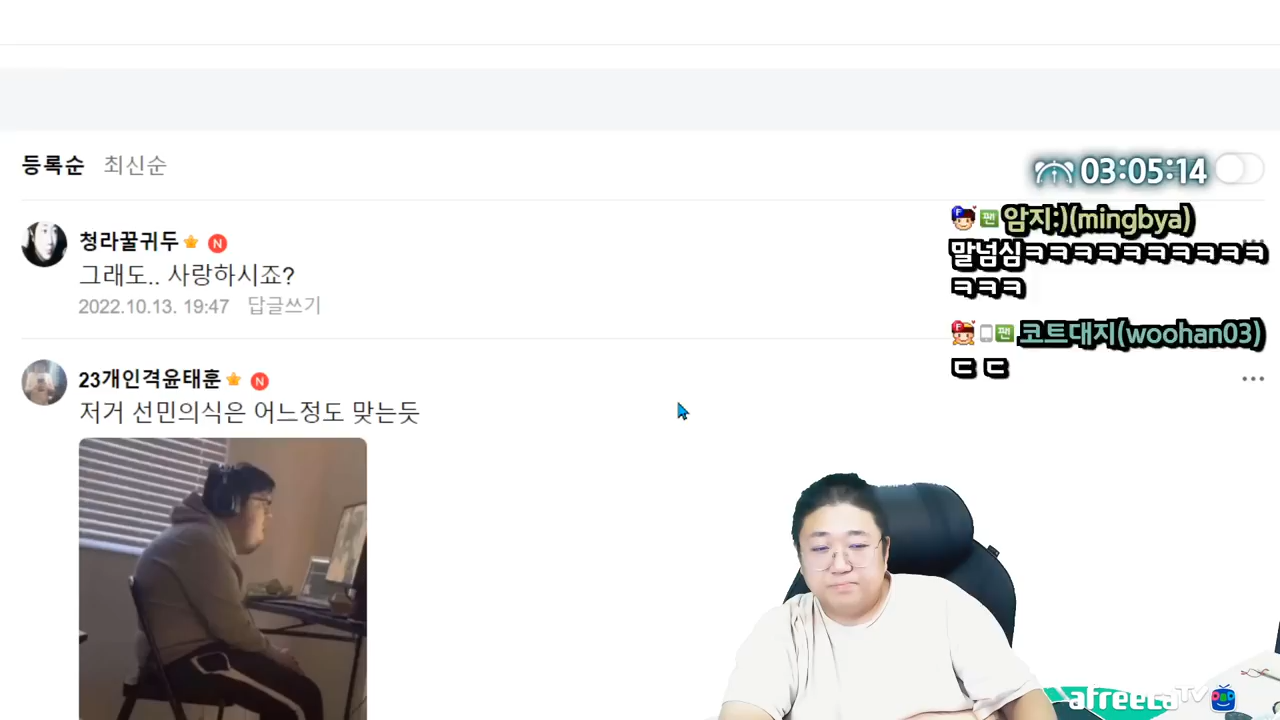 등록순 최신순
03:05:14
청라꿀귀두 N
그래도.. 사랑하시죠?
2022.10.13. 19:47 답글쓰기
23개인격윤태훈 N
저거 선민의식은 어느정도 맞는듯
F 팬 암지:)(mingbya)
말넘심ㅋㅋㅋㅋㅋㅋㅋㅋㅋㅋ
ㅋㅋㅋ
F 팬 코트대지(woohan03)
ㄷ ㄷ
afreecaTV